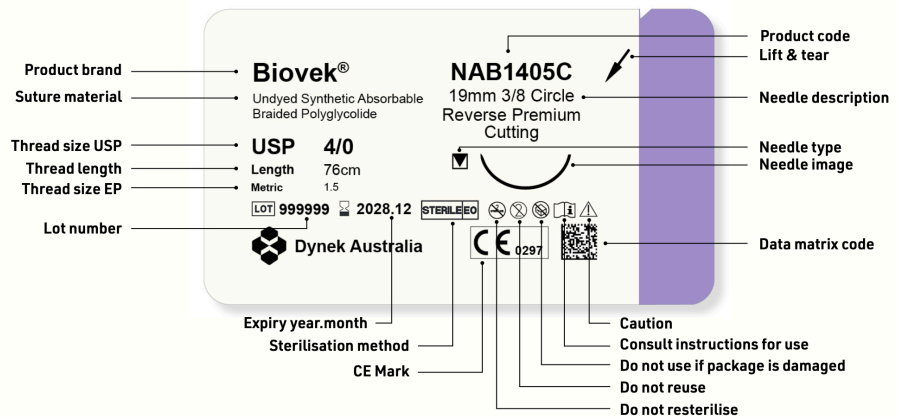 Product code
Lift & tear
Product brand
Biovek®
NAB1405C
Suture material
Undyed Synthetic Absorbable
Braided Polyglycolide
19mm 3/8 Circle
Reverse Premium
Cutting
Needle description
Thread size USP
USP 4/0
Needle type
Thread length
Length 76cm
Needle image
Thread size EP
Metric 1.5
LOT 999999 2028.12 STERILE EO
Lot number
Dynek Australia
CE 0297
Data matrix code
Expiry year.month
Caution
Sterilisation method
Consult instructions for use
CE Mark
Do not use if package is damaged
Do not reuse
Do not resterilise